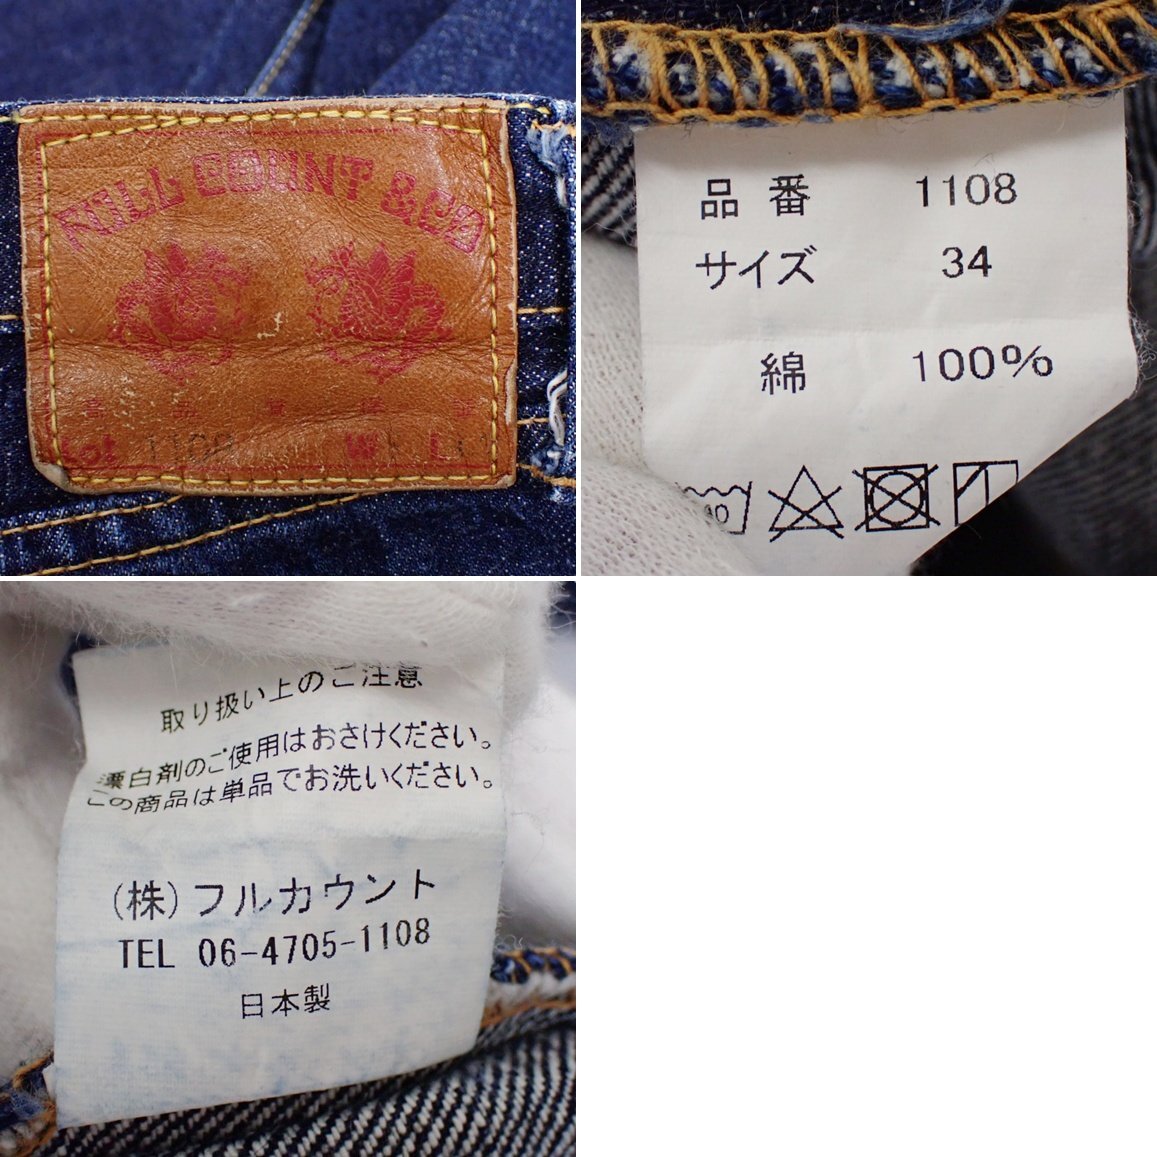 FULL COUNT & CO
Lot 1108 W L
品番 1108
サイズ 34
綿 100%
40
取り扱い上のご注意
漂白剤のご使用はおさけください。
この商品は単品でお洗いください。
(株)フルカウント
TEL 06-4705-1108
日本製